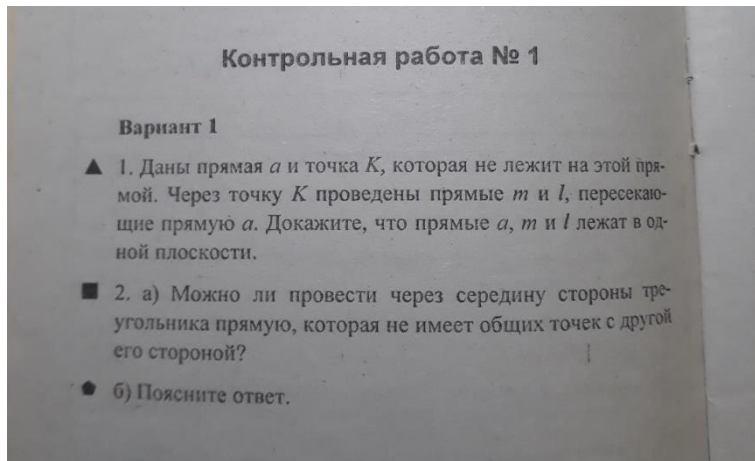 Контрольная работа № 1
Вариант 1
▲ 1. Даны прямая a и точка K, которая не лежит на этой пря-
мой. Через точку K проведены прямые m и l, пересекаю-
щие прямую a. Докажите, что прямые a, m и l лежат в од-
ной плоскости.
■ 2. а) Можно ли провести через середину стороны тре-
угольника прямую, которая не имеет общих точек с другой
его стороной?
б) Поясните ответ.